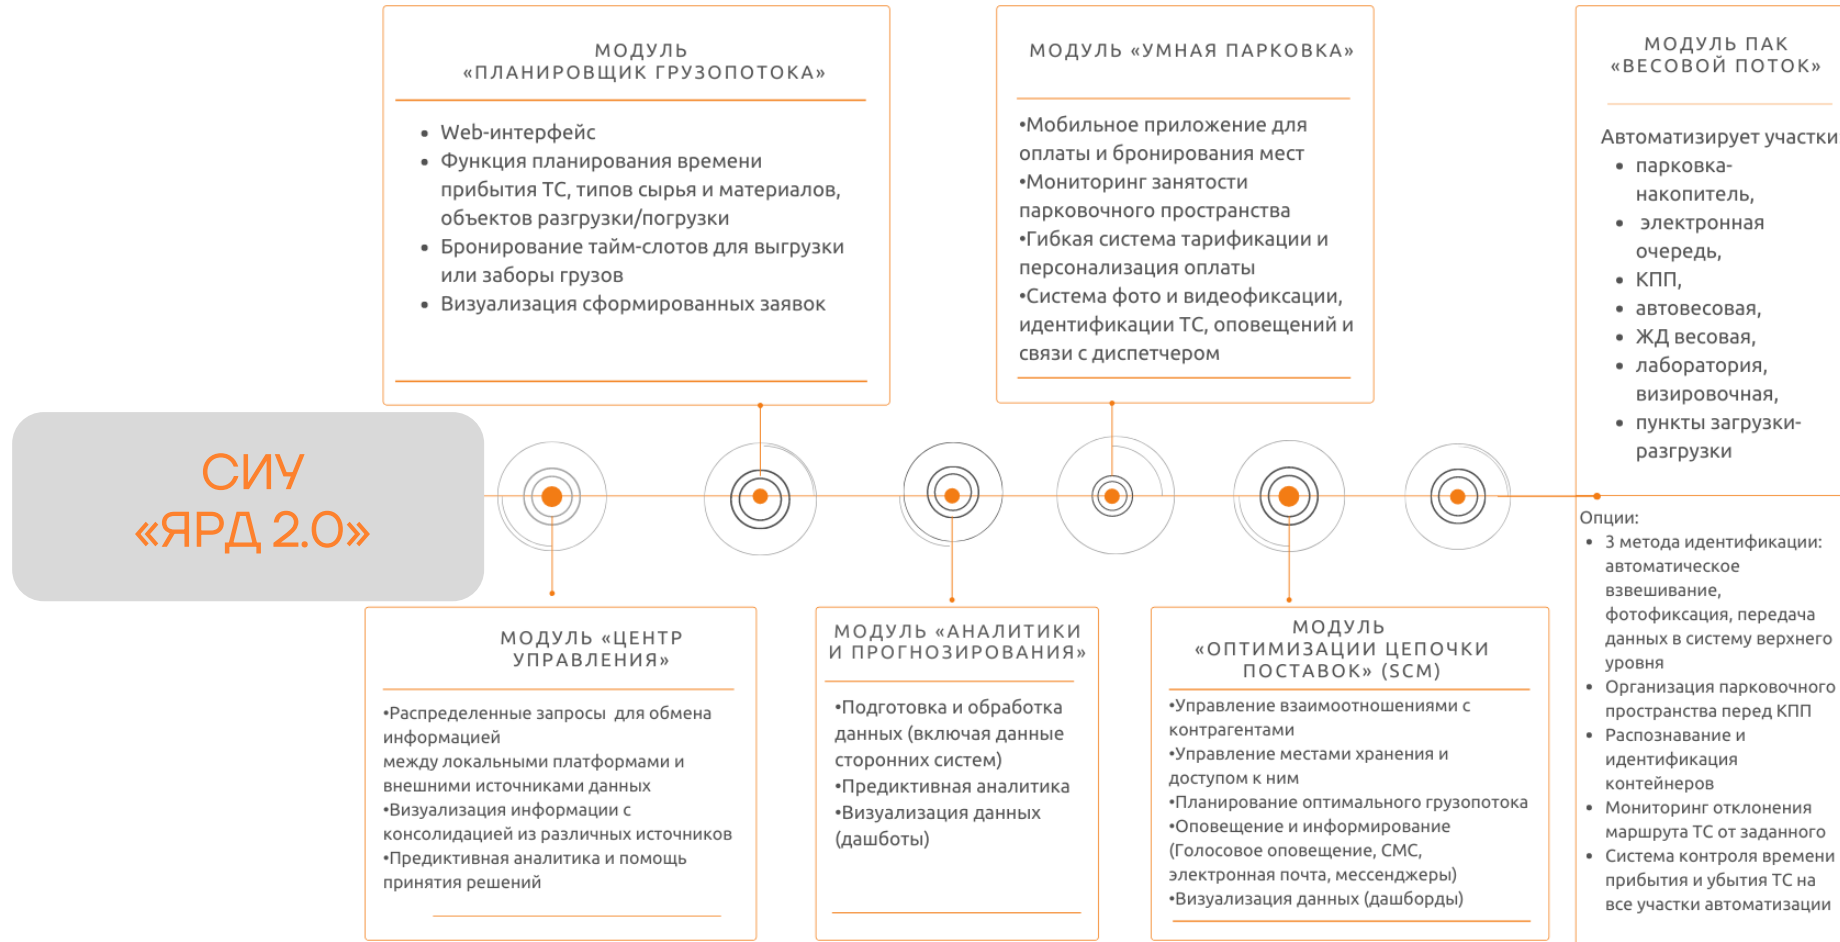 МОДУЛЬ
«ПЛАНИРОВЩИК ГРУЗОПОТОКА»
• Web-интерфейс
• Функция планирования времени
прибытия ТС, типов сырья и материалов,
объектов разгрузки/погрузки
• Бронирование тайм-слотов для выгрузки
или заборы грузов
• Визуализация сформированных заявок
МОДУЛЬ «УМНАЯ ПАРКОВКА»
•Мобильное приложение для
оплаты и бронирования мест
•Мониторинг занятости
парковочного пространства
•Гибкая система тарификации и
персонализация оплаты
•Система фото и видеофиксации,
идентификации ТС, оповещений и
связи с диспетчером
МОДУЛЬ ПАК
«ВЕСОВОЙ ПОТОК»
Автоматизирует участки
• парковка-
накопитель,
• электронная
очередь,
• КПП,
• автовесовая,
• ЖД весовая,
• лаборатория,
визировочная,
• пункты загрузки-
разгрузки
СИУ
«ЯРД 2.0»
МОДУЛЬ «ЦЕНТР
УПРАВЛЕНИЯ»
•Распределенные запросы для обмена
информацией
между локальными платформами и
внешними источниками данных
•Визуализация информации с
консолидацией из различных источников
•Предиктивная аналитика и помощь
принятия решений
МОДУЛЬ «АНАЛИТИКИ
И ПРОГНОЗИРОВАНИЯ»
•Подготовка и обработка
данных (включая данные
сторонних систем)
•Предиктивная аналитика
•Визуализация данных
(дашботы)
МОДУЛЬ
«ОПТИМИЗАЦИИ ЦЕПОЧКИ
ПОСТАВОК» (SCM)
•Управление взаимоотношениями с
контрагентами
•Управление местами хранения и
доступом к ним
•Планирование оптимального грузопотока
•Оповещение и информирование
(Голосовое оповещение, СМС,
электронная почта, мессенджеры)
•Визуализация данных (дашборды)
Опции:
• 3 метода идентификации:
автоматическое
взвешивание,
фотофиксация, передача
данных в систему верхнего
уровня
• Организация парковочного
пространства перед КПП
• Распознавание и
идентификация
контейнеров
• Мониторинг отклонения
маршрута ТС от заданного
• Система контроля времени
прибытия и убытия ТС на
все участки автоматизации